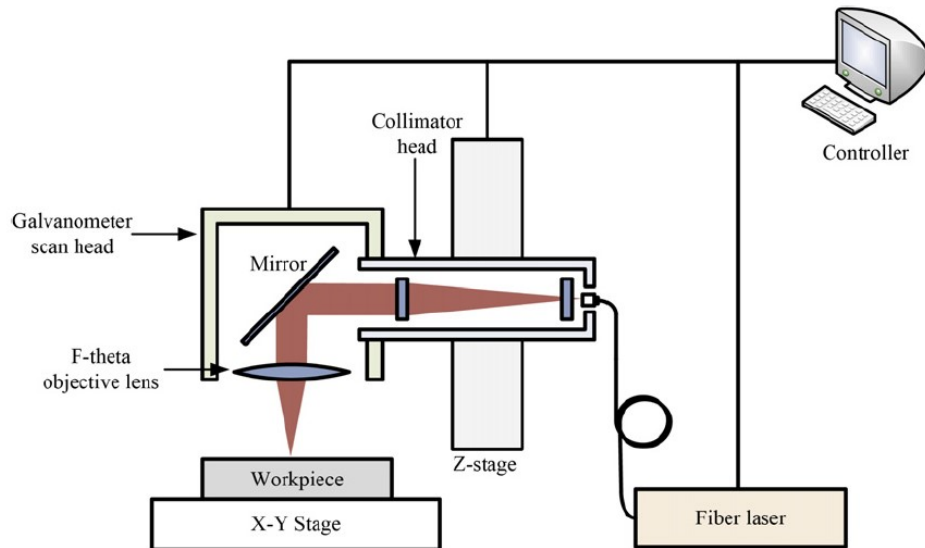 Collimator
head
Controller
Galvanometer
scan head
Mirror
F-theta
objective lens
Z-stage
Workpiece
X-Y Stage
Fiber laser